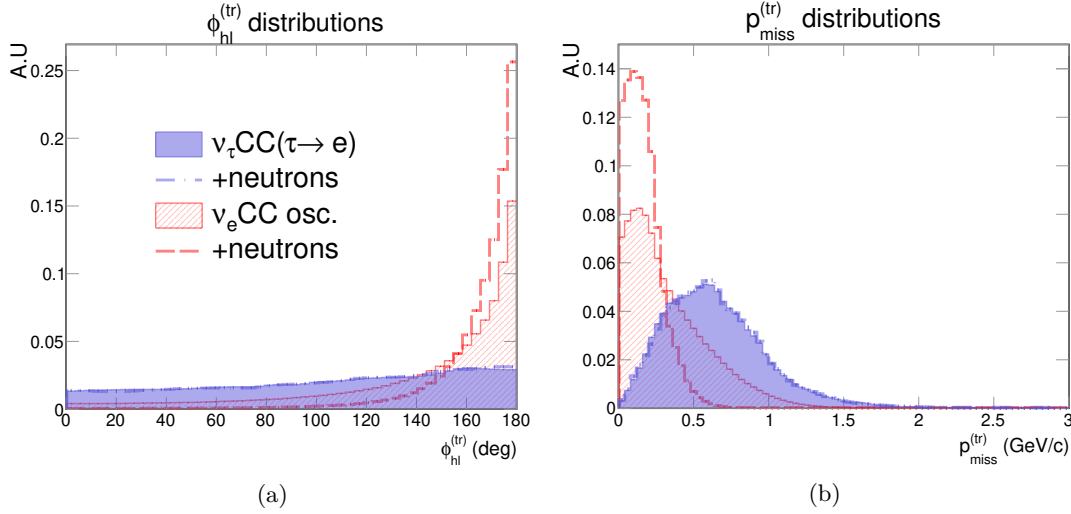 ϕ_hl^(tr) distributions
A.U
0.25
0.2
0.15
0.1
0.05
0
0 20 40 60 80 100 120 140 160 180
ϕ_hl^(tr) (deg)
ν_τCC(τ→ e)
+neutrons
ν_eCC osc.
+neutrons
(a)
p_miss^(tr) distributions
A.U
0.14
0.12
0.1
0.08
0.06
0.04
0.02
0
0 0.5 1 1.5 2 2.5 3
p_miss^(tr) (GeV/c)
(b)